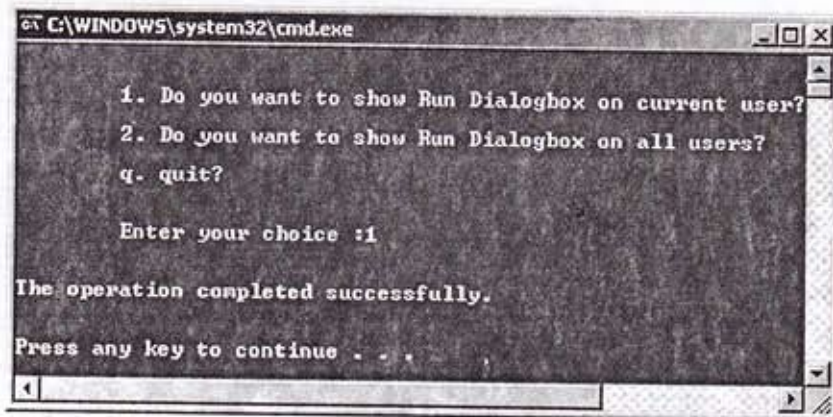 C:\WINDOWS\system32\cmd.exe
1. Do you want to show Run Dialogbox on current user?
2. Do you want to show Run Dialogbox on all users?
q. quit?
Enter your choice :1
The operation completed successfully.
Press any key to continue . . .